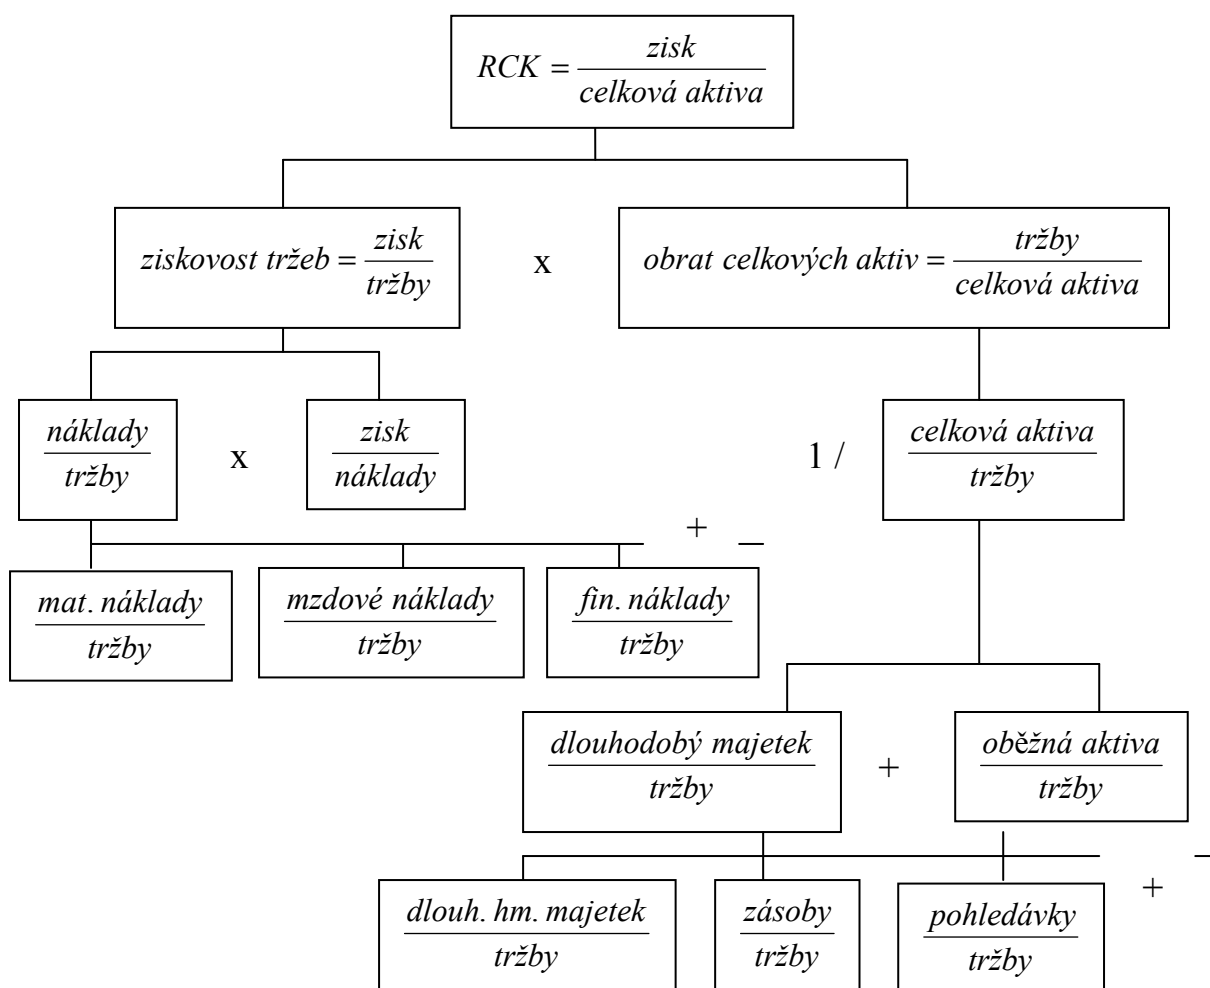 RCK = zisk / celková aktiva
ziskovost tržeb = zisk / tržby x obrat celkových aktiv = tržby / celková aktiva
náklady / tržby x zisk / náklady 1 / celková aktiva / tržby
+ –
mat. náklady / tržby mzdové náklady / tržby fin. náklady / tržby
dlouhodobý majetek / tržby + oběžná aktiva / tržby
+ –
dlouh. hm. majetek / tržby zásoby / tržby pohledávky / tržby